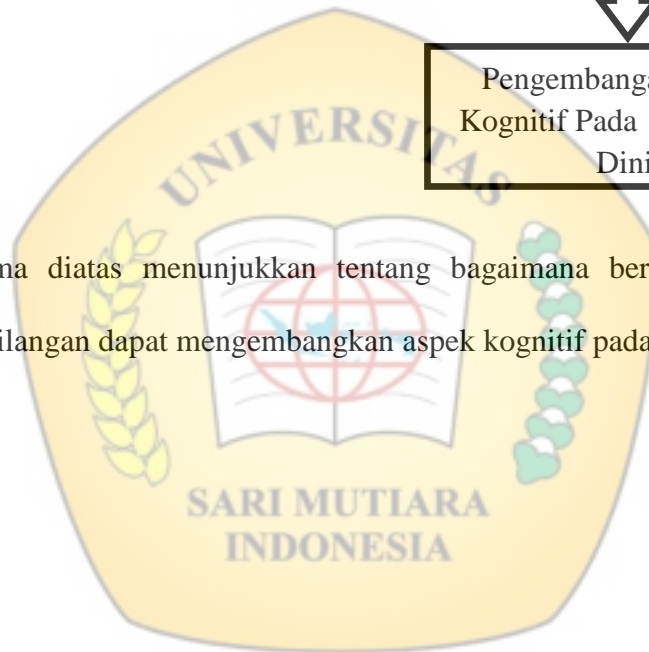 Pengembanga
Kognitif Pada
Dini
UNIVERSITAS
ma diatas menunjukkan tentang bagaimana ber
ilangan dapat mengembangkan aspek kognitif pada
SARI MUTIARA
INDONESIA